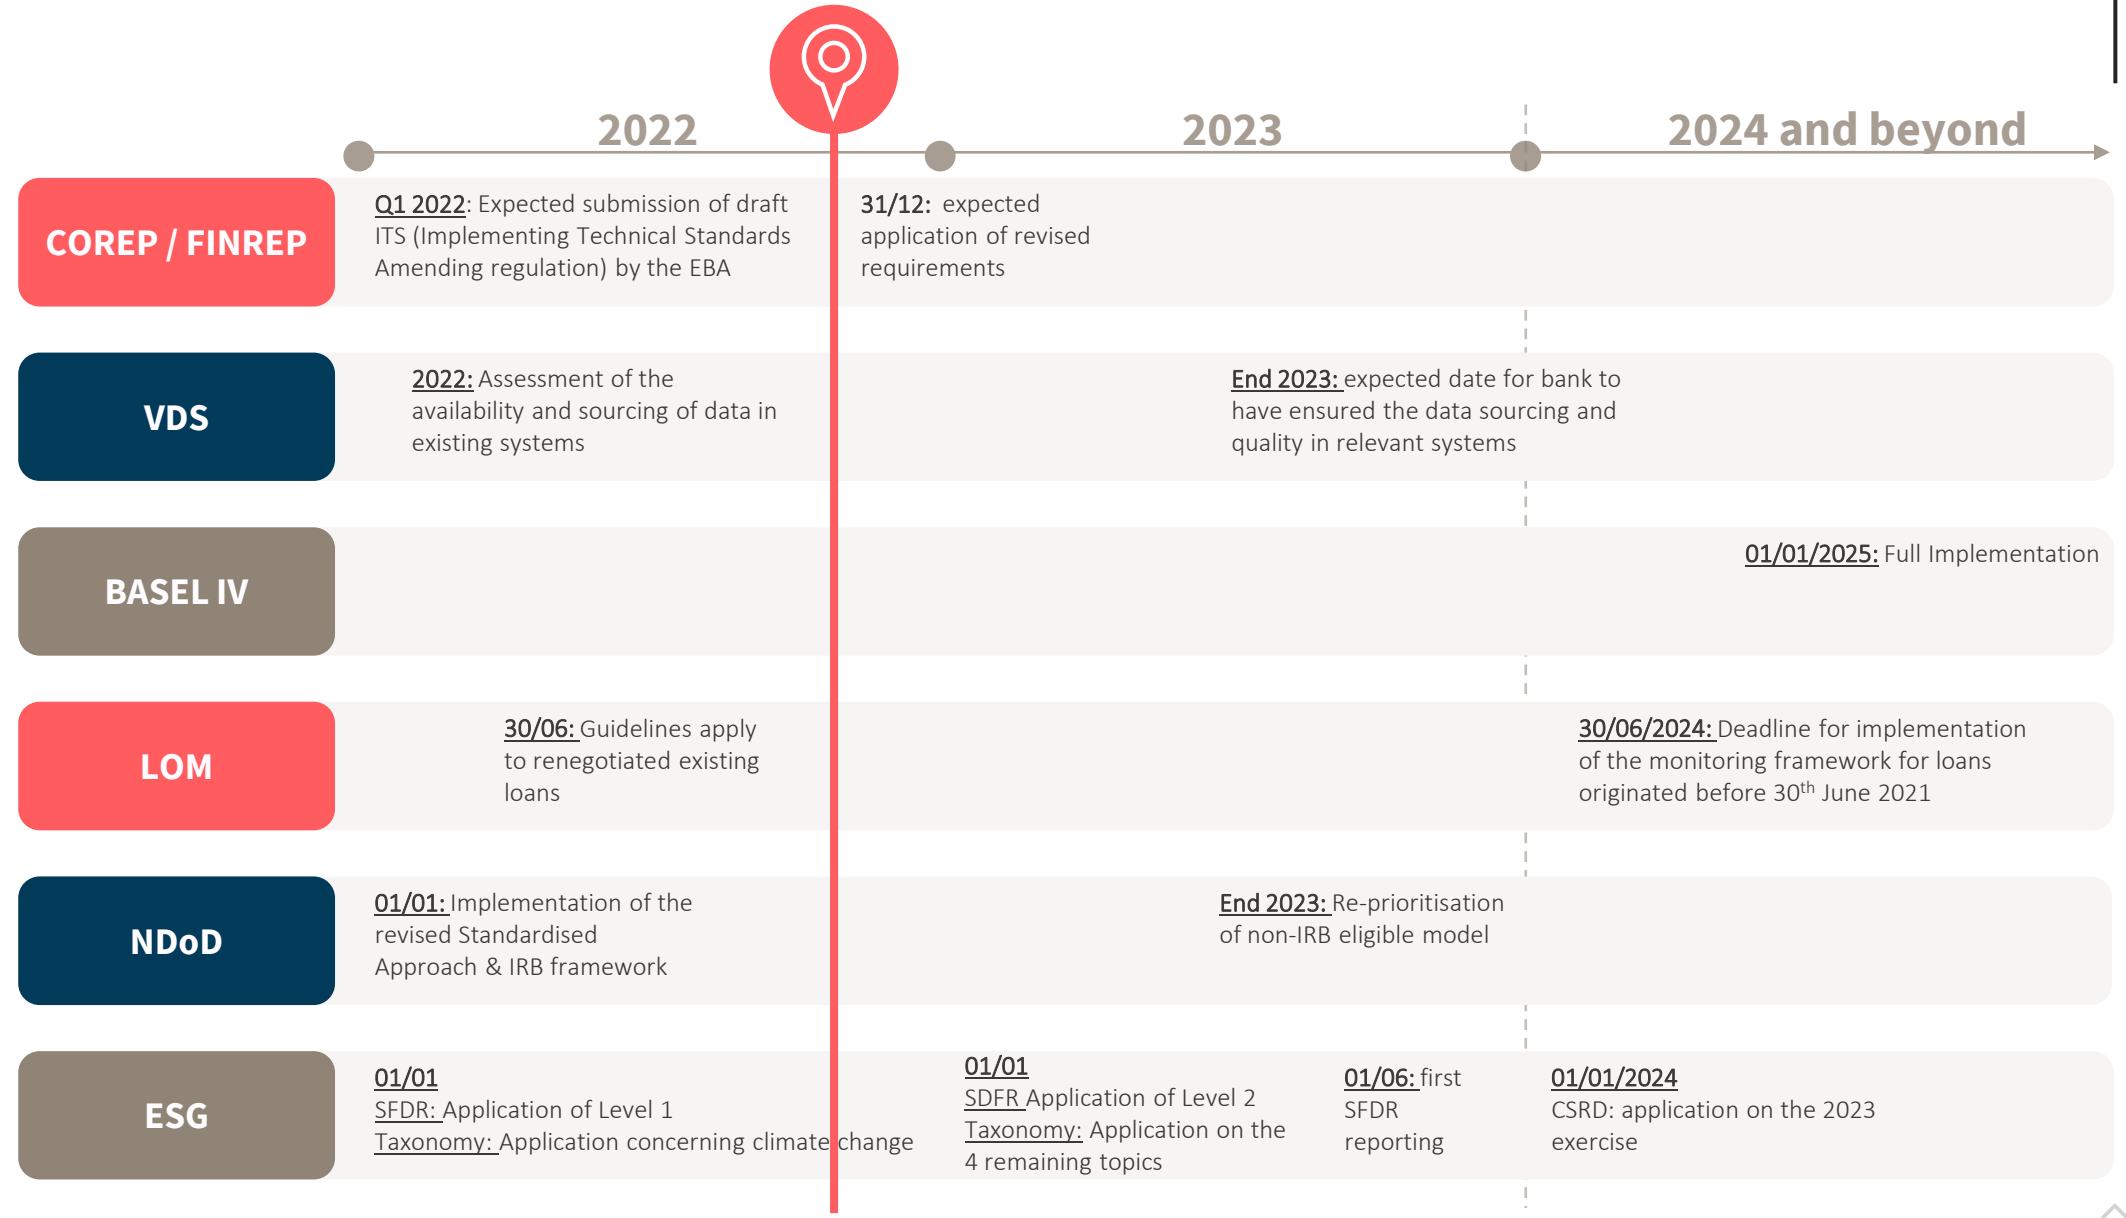 2022
2023
2024 and beyond
COREP / FINREP
Q1 2022: Expected submission of draft
ITS (Implementing Technical Standards
Amending regulation) by the EBA
31/12: expected
application of revised
requirements
VDS
2022: Assessment of the
availability and sourcing of data in
existing systems
End 2023: expected date for bank to
have ensured the data sourcing and
quality in relevant systems
BASEL IV
01/01/2025: Full Implementation
LOM
30/06: Guidelines apply
to renegotiated existing
loans
30/06/2024: Deadline for implementation
of the monitoring framework for loans
originated before 30th June 2021
NDoD
01/01: Implementation of the
revised Standardised
Approach & IRB framework
End 2023: Re-prioritisation
of non-IRB eligible model
ESG
01/01
SFDR: Application of Level 1
Taxonomy: Application concerning climate change
01/01
SDFR Application of Level 2
Taxonomy: Application on the
4 remaining topics
01/06: first
SFDR
reporting
01/01/2024
CSRD: application on the 2023
exercise